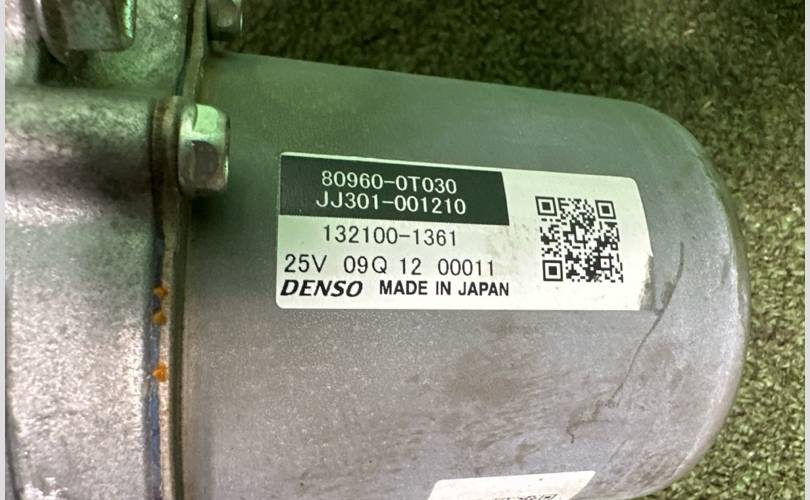 80960-0T030
JJ301-001210
132100-1361
25V 09Q 12 00011
DENSO MADE IN JAPAN